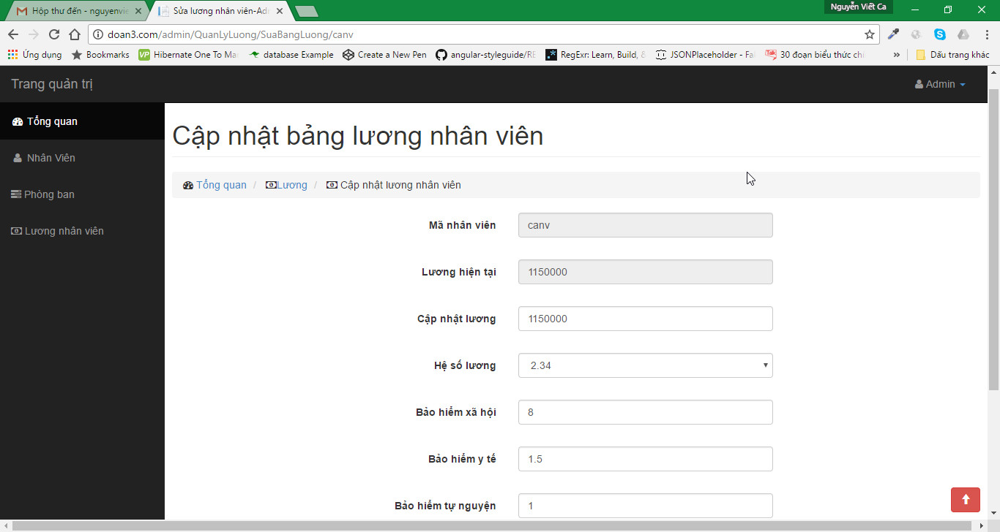 Nguyễn Viết Ca
Hộp thư đến - nguyenvie
Sửa lương nhân viên-Ad
doan3.com/admin/QuanLyLuong/SuaBangLuong/canv
Ứng dụng Bookmarks Hibernate One To Ma database Example Create a New Pen angular-styleguide/RE RegExr: Learn, Build, & JSONPlaceholder - Fa 30 đoạn biểu thức chí » Dấu trang khác
Trang quản trị Admin
Tổng quan
Nhân Viên
Phòng ban
Lương nhân viên
Cập nhật bảng lương nhân viên
Tổng quan / Lương / Cập nhật lương nhân viên
Mã nhân viên canv
Lương hiện tại 1150000
Cập nhật lương 1150000
Hệ số lương 2.34
Bảo hiểm xã hội 8
Bảo hiểm y tế 1.5
Bảo hiểm tự nguyện 1